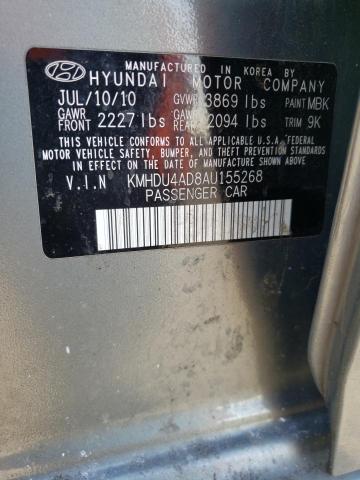 MANUFACTURED IN KOREA BY
HYUNDAI MOTOR COMPANY
JUL/10/10 GVWR 3869 lbs PAINT MBK
GAWR FRONT 2227 lbs GAWR REAR 2094 lbs TRIM 9K
THIS VEHICLE CONFORMS TO ALL APPLICABLE U.S. FEDERAL
MOTOR VEHICLE SAFETY, BUMPER, AND THEFT PREVENTION
STANDARDS IN EFFECT ON THE DATE OF MANUFACTURE SHOWN ABOVE.
V.I.N KMHDU4AD8AU155268
PASSENGER CAR